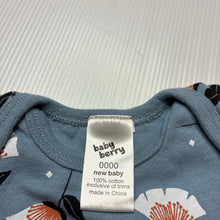 baby
berry
0000
new baby
100% cotton
exclusive of trims
made in China